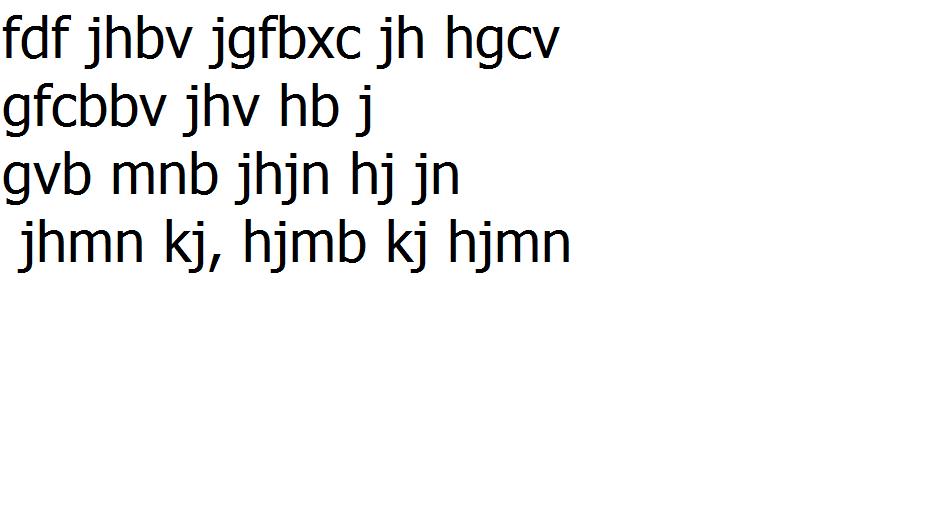 fdf jhbv jgfbxc jh hgcv
gfcbbv jhv hb j
gvb mnb jhjn hj jn
jhmn kj, hjmb kj hjmn